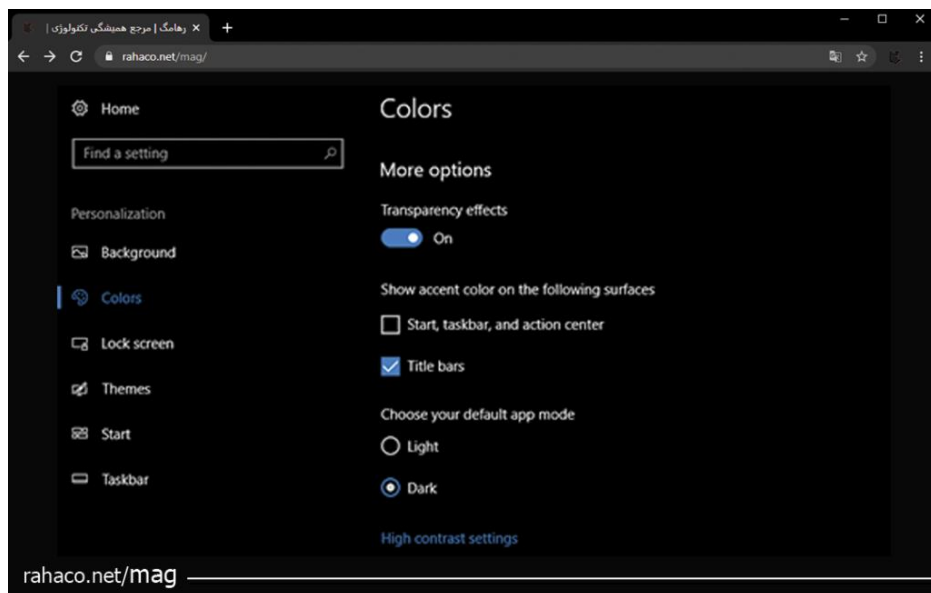 رهامگ | مرجع همیشگی تکنولوژی |
rahaco.net/mag/
Home
Find a setting
Personalization
Background
Colors
Lock screen
Themes
Start
Taskbar
Colors
More options
Transparency effects
On
Show accent color on the following surfaces
Start, taskbar, and action center
Title bars
Choose your default app mode
Light
Dark
High contrast settings
rahaco.net/mag